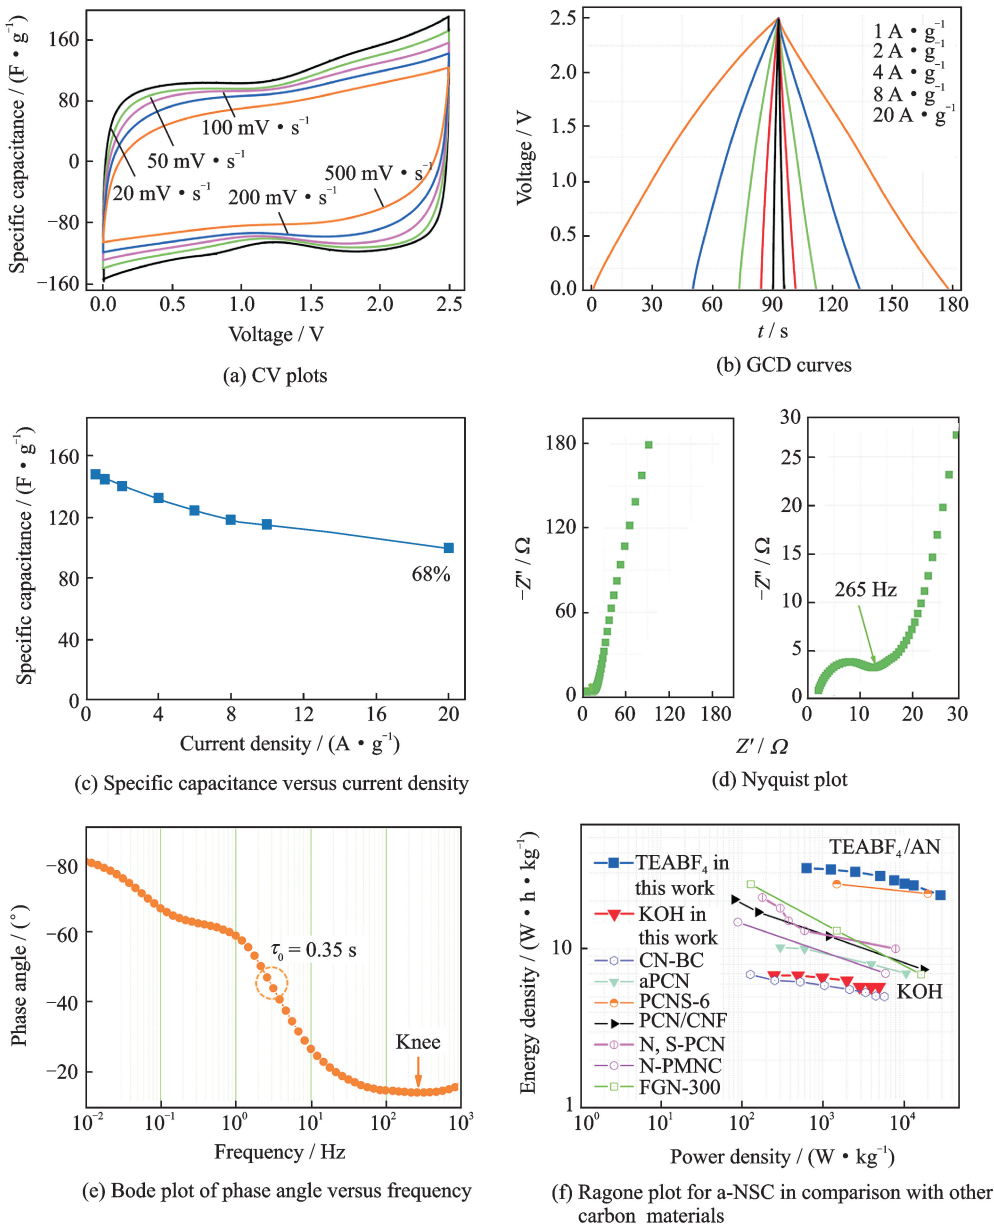 Specific capacitance / (F • g⁻¹)
160
80
0
−80
−160
100 mV • s⁻¹
50 mV • s⁻¹
20 mV • s⁻¹
200 mV • s⁻¹
500 mV • s⁻¹
0.0 0.5 1.0 1.5 2.0 2.5
Voltage / V
(a) CV plots
Voltage / V
2.5
2.0
1.5
1.0
0.5
0.0
1 A • g⁻¹
2 A • g⁻¹
4 A • g⁻¹
8 A • g⁻¹
20 A • g⁻¹
0 30 60 90 120 150 180
t / s
(b) GCD curves
Specific capacitance / (F • g⁻¹)
160
120
80
40
0
68%
0 4 8 12 16 20
Current density / (A • g⁻¹)
(c) Specific capacitance versus current density
−Z″ / Ω
180
120
60
0
0 60 120 180
−Z″ / Ω
30
25
20
15
10
5
0
265 Hz
0 10 20 30
Z′ / Ω
(d) Nyquist plot
Phase angle / (°)
−80
−60
−40
−20
τ₀ = 0.35 s
Knee
10⁻² 10⁻¹ 10⁰ 10¹ 10² 10³
Frequency / Hz
(e) Bode plot of phase angle versus frequency
Energy density / (W • h • kg⁻¹)
10
1
TEABF₄ in
this work
KOH in
this work
CN-BC
aPCN
PCNS-6
PCN/CNF
N, S-PCN
N-PMNC
FGN-300
TEABF₄/AN
KOH
10⁰ 10¹ 10² 10³ 10⁴
Power density / (W • kg⁻¹)
(f) Ragone plot for a-NSC in comparison with other
carbon materials